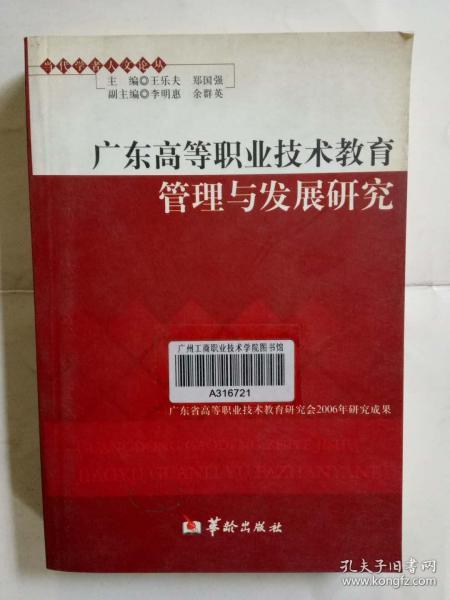 当代学者人文论丛
主 编◎王乐夫 郑国强
副主编◎李明惠 余群英
广东高等职业技术教育
管理与发展研究
广州工商职业技术学院图书馆
A316721
广东省高等职业技术教育研究会2006年研究成果
华龄出版社
孔夫子旧书网
www.kongfz.com